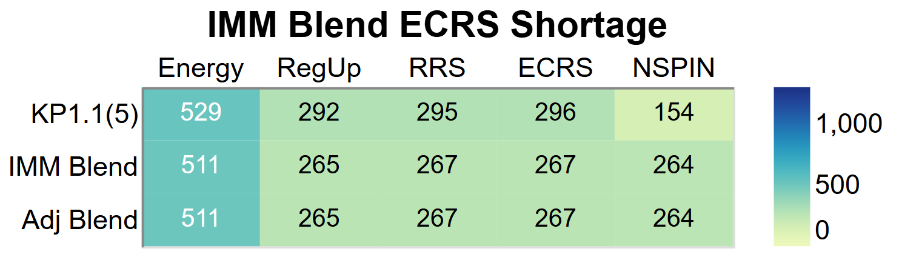 IMM Blend ECRS Shortage
Energy RegUp RRS ECRS NSPIN
KP1.1(5) 529 292 295 296 154
IMM Blend 511 265 267 267 264
Adj Blend 511 265 267 267 264
1,000
500
0